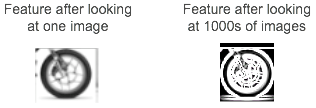 Feature after looking
at one image
Feature after looking
at 1000s of images